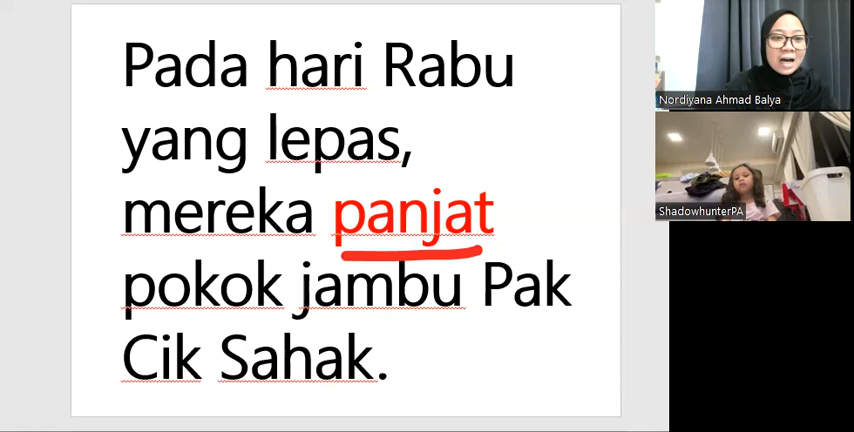 Pada hari Rabu
yang lepas,
mereka panjat
pokok jambu Pak
Cik Sahak.
Nordiyana Ahmad Balya
ShadowhunterPA